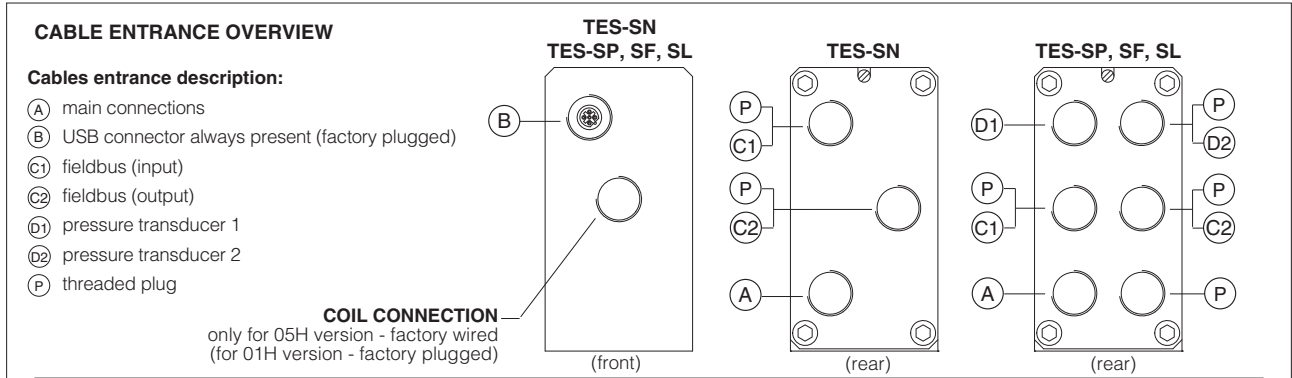 CABLE ENTRANCE OVERVIEW
Cables entrance description:
A main connections
B USB connector always present (factory plugged)
C1 fieldbus (input)
C2 fieldbus (output)
D1 pressure transducer 1
D2 pressure transducer 2
P threaded plug
COIL CONNECTION
only for 05H version - factory wired
(for 01H version - factory plugged)
TES-SN
TES-SP, SF, SL
B
(front)
TES-SN
P
C1
P
C2
A
(rear)
TES-SP, SF, SL
D1
P
D2
P
C1
P
C2
A
P
(rear)